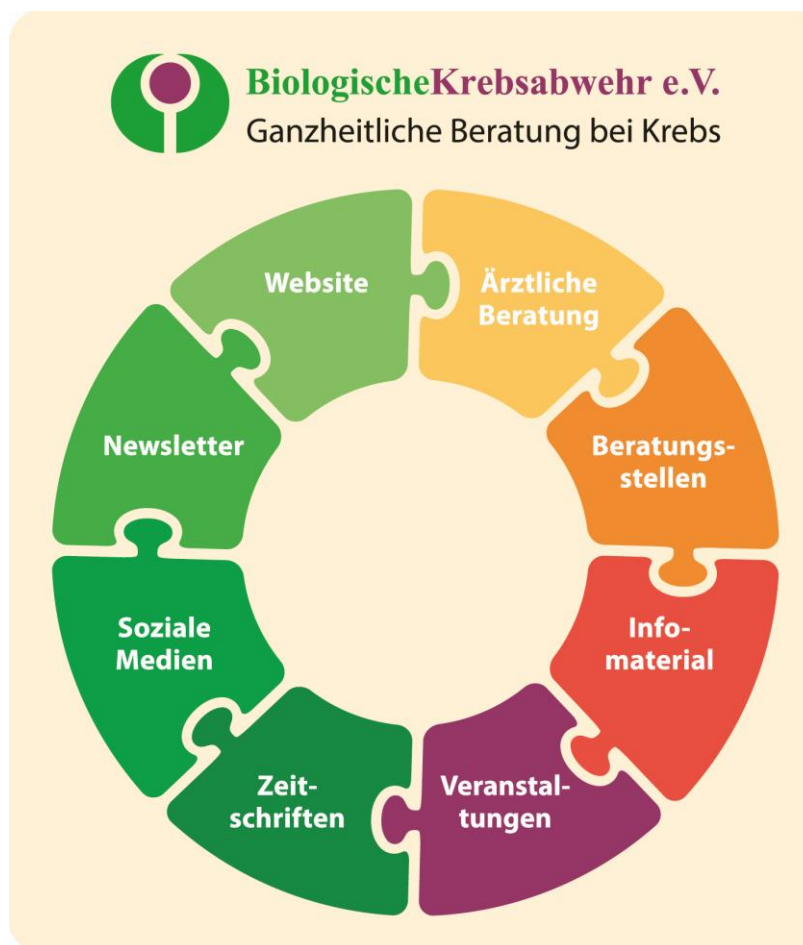 BiologischeKrebsabwehr e.V.
Ganzheitliche Beratung bei Krebs
Website
Ärztliche
Beratung
Newsletter
Beratungs-
stellen
Soziale
Medien
Info-
material
Zeit-
schriften
Veranstal-
tungen